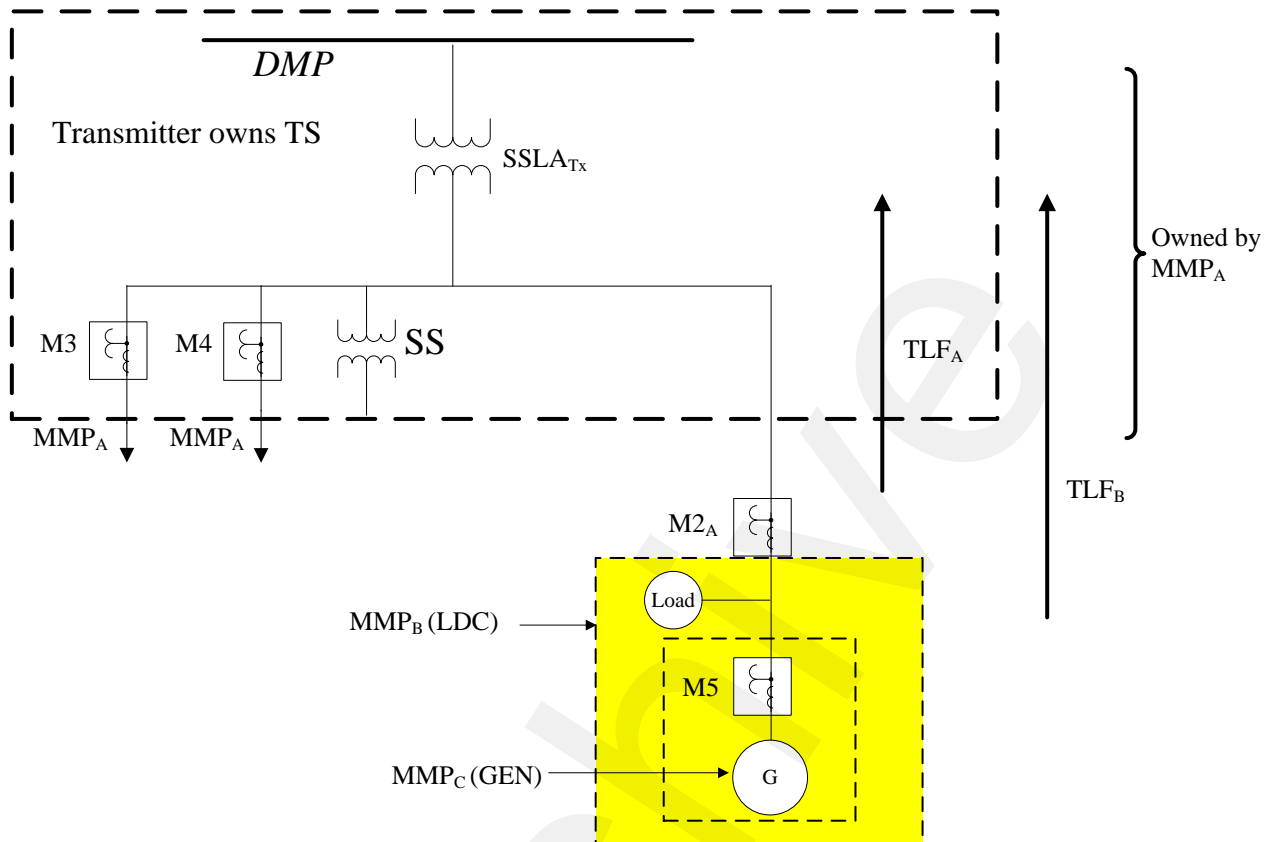 DMP
Transmitter owns TS
SSLATx
Owned by
MMPA
M3
M4
SS
TLFA
MMPA
MMPA
TLFB
M2A
Load
MMPB (LDC)
M5
MMPC (GEN)
G